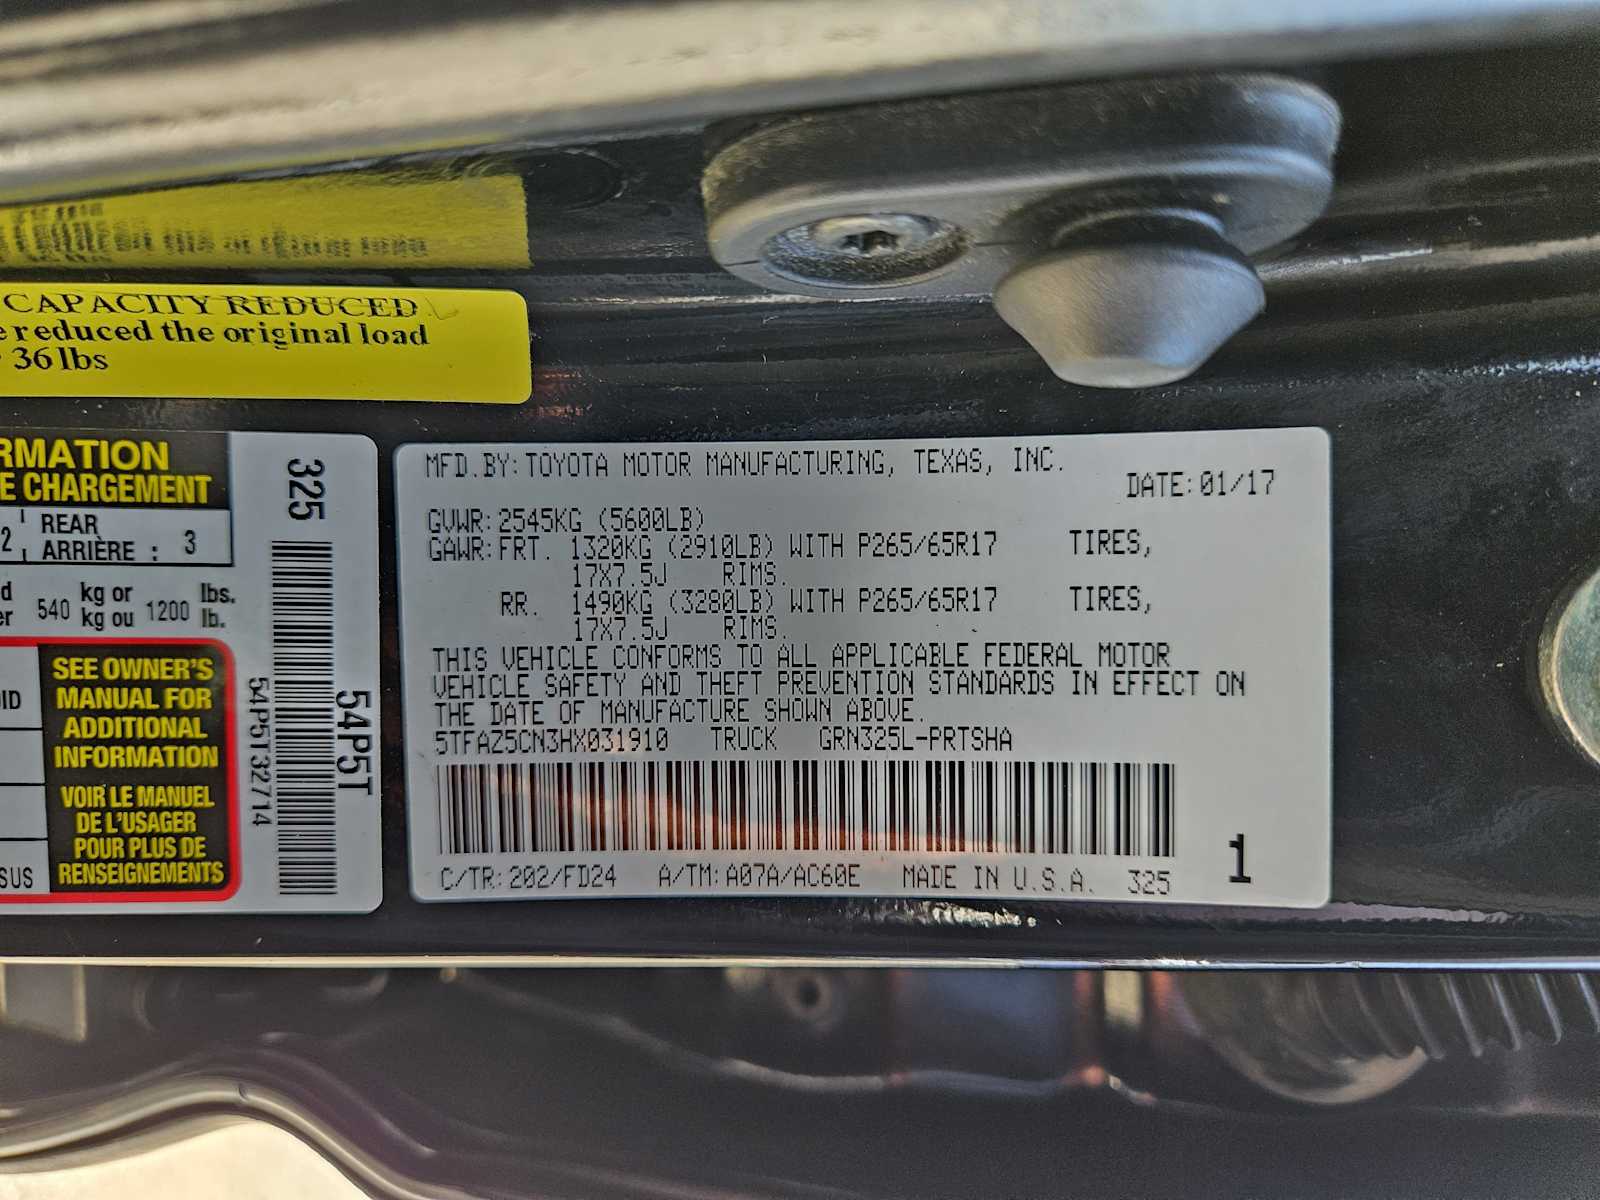 CAPACITY REDUCED
reduced the original load
36 lbs
RMATION
E CHARGEMENT
2 REAR
ARRIÈRE : 3
kg or lbs.
540 kg ou 1200 lb.
SEE OWNER'S
MANUAL FOR
ADDITIONAL
INFORMATION
VOIR LE MANUEL
DE L'USAGER
POUR PLUS DE
RENSEIGNEMENTS
325
54P5T
54P5T32714
MFD.BY:TOYOTA MOTOR MANUFACTURING, TEXAS, INC.
DATE:01/17
GVWR:2545KG (5600LB)
GAWR:FRT. 1320KG (2910LB) WITH P265/65R17 TIRES,
17X7.5J RIMS.
RR. 1490KG (3280LB) WITH P265/65R17 TIRES,
17X7.5J RIMS.
THIS VEHICLE CONFORMS TO ALL APPLICABLE FEDERAL MOTOR
VEHICLE SAFETY AND THEFT PREVENTION STANDARDS IN EFFECT ON
THE DATE OF MANUFACTURE SHOWN ABOVE.
5TFAZ5CN3HX031910 TRUCK GRN325L-PRTSHA
C/TR:202/FD24 A/TM:A07A/AC60E MADE IN U.S.A. 325
1